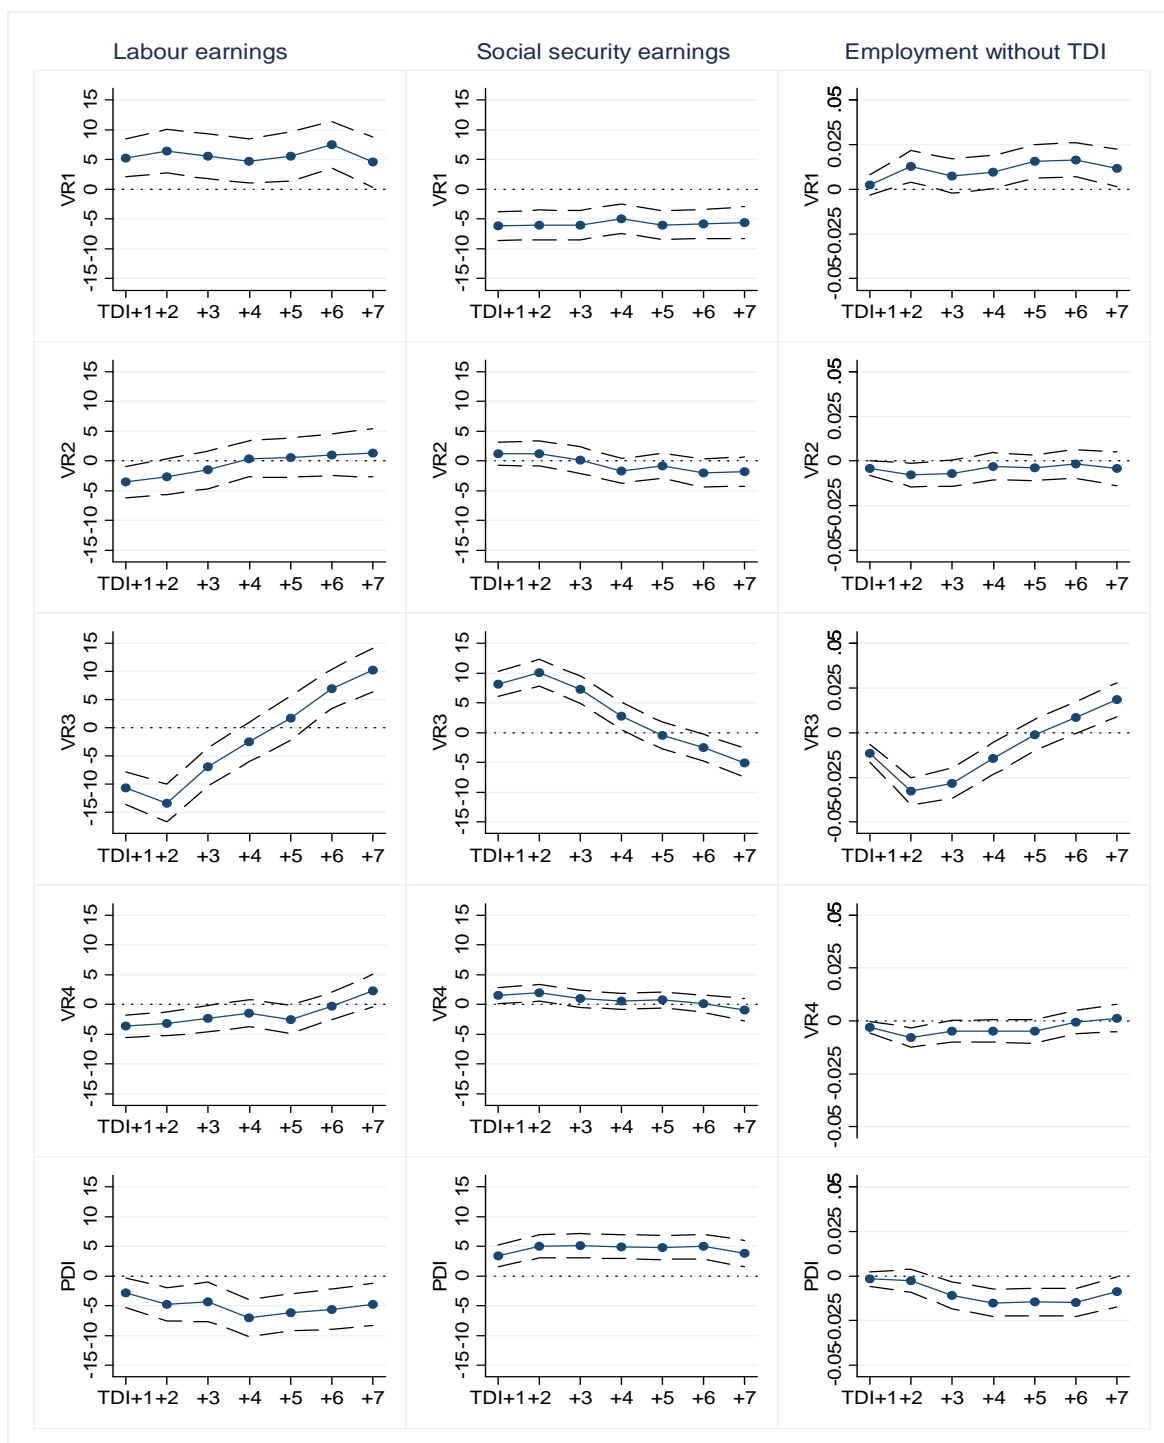 Labour earnings
Social security earnings
Employment without TDI
VR1
-15 -10 -5 0 5 10 15
TDI+1 +2 +3 +4 +5 +6 +7
VR1
-15 -10 -5 0 5 10 15
TDI+1 +2 +3 +4 +5 +6 +7
VR1
-0.05 -0.025 0 0.025 .05
TDI+1 +2 +3 +4 +5 +6 +7
VR2
-15 -10 -5 0 5 10 15
TDI+1 +2 +3 +4 +5 +6 +7
VR2
-15 -10 -5 0 5 10 15
TDI+1 +2 +3 +4 +5 +6 +7
VR2
-0.05 -0.025 0 0.025 .05
TDI+1 +2 +3 +4 +5 +6 +7
VR3
-15 -10 -5 0 5 10 15
TDI+1 +2 +3 +4 +5 +6 +7
VR3
-15 -10 -5 0 5 10 15
TDI+1 +2 +3 +4 +5 +6 +7
VR3
-0.05 -0.025 0 0.025 .05
TDI+1 +2 +3 +4 +5 +6 +7
VR4
-15 -10 -5 0 5 10 15
TDI+1 +2 +3 +4 +5 +6 +7
VR4
-15 -10 -5 0 5 10 15
TDI+1 +2 +3 +4 +5 +6 +7
VR4
-0.05 -0.025 0 0.025 .05
PDI
-15 -10 -5 0 5 10 15
TDI+1 +2 +3 +4 +5 +6 +7
PDI
-15 -10 -5 0 5 10 15
TDI+1 +2 +3 +4 +5 +6 +7
PDI
-0.05 -0.025 0 0.025 .05
TDI+1 +2 +3 +4 +5 +6 +7